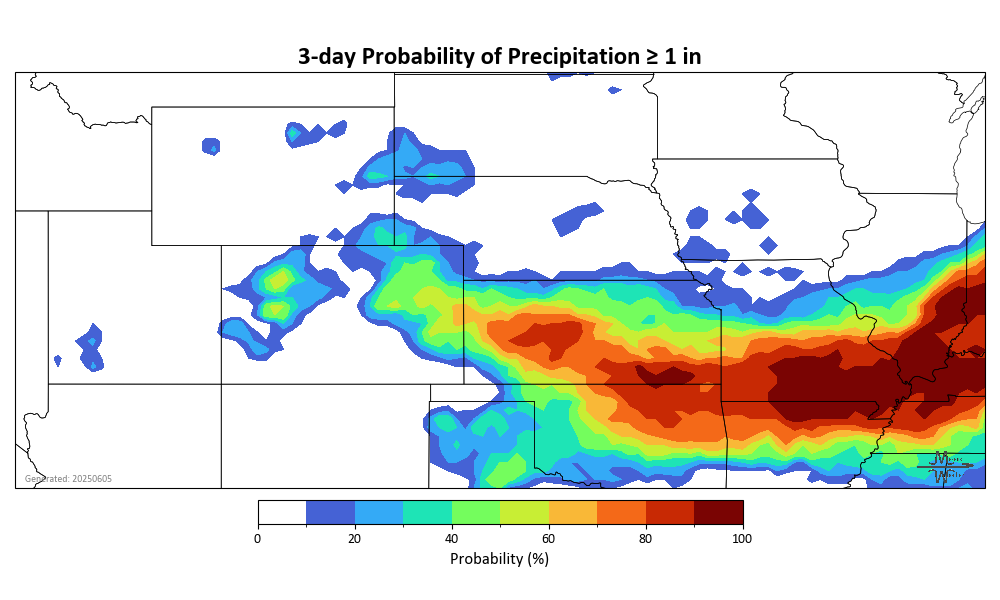 3-day Probability of Precipitation ≥ 1 in
Generated: 20250605
0 20 40 60 80 100
Probability (%)